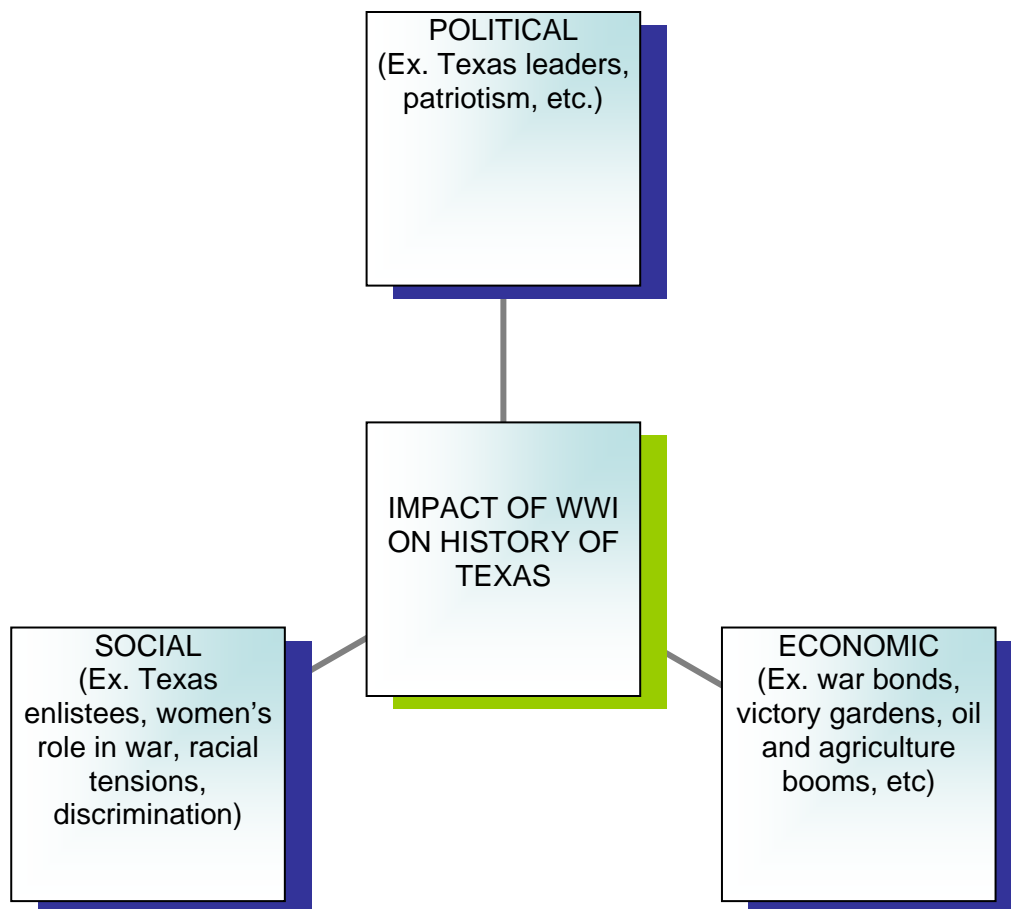 POLITICAL
(Ex. Texas leaders,
patriotism, etc.)
IMPACT OF WWI
ON HISTORY OF
TEXAS
SOCIAL
(Ex. Texas
enlistees, women’s
role in war, racial
tensions,
discrimination)
ECONOMIC
(Ex. war bonds,
victory gardens, oil
and agriculture
booms, etc)